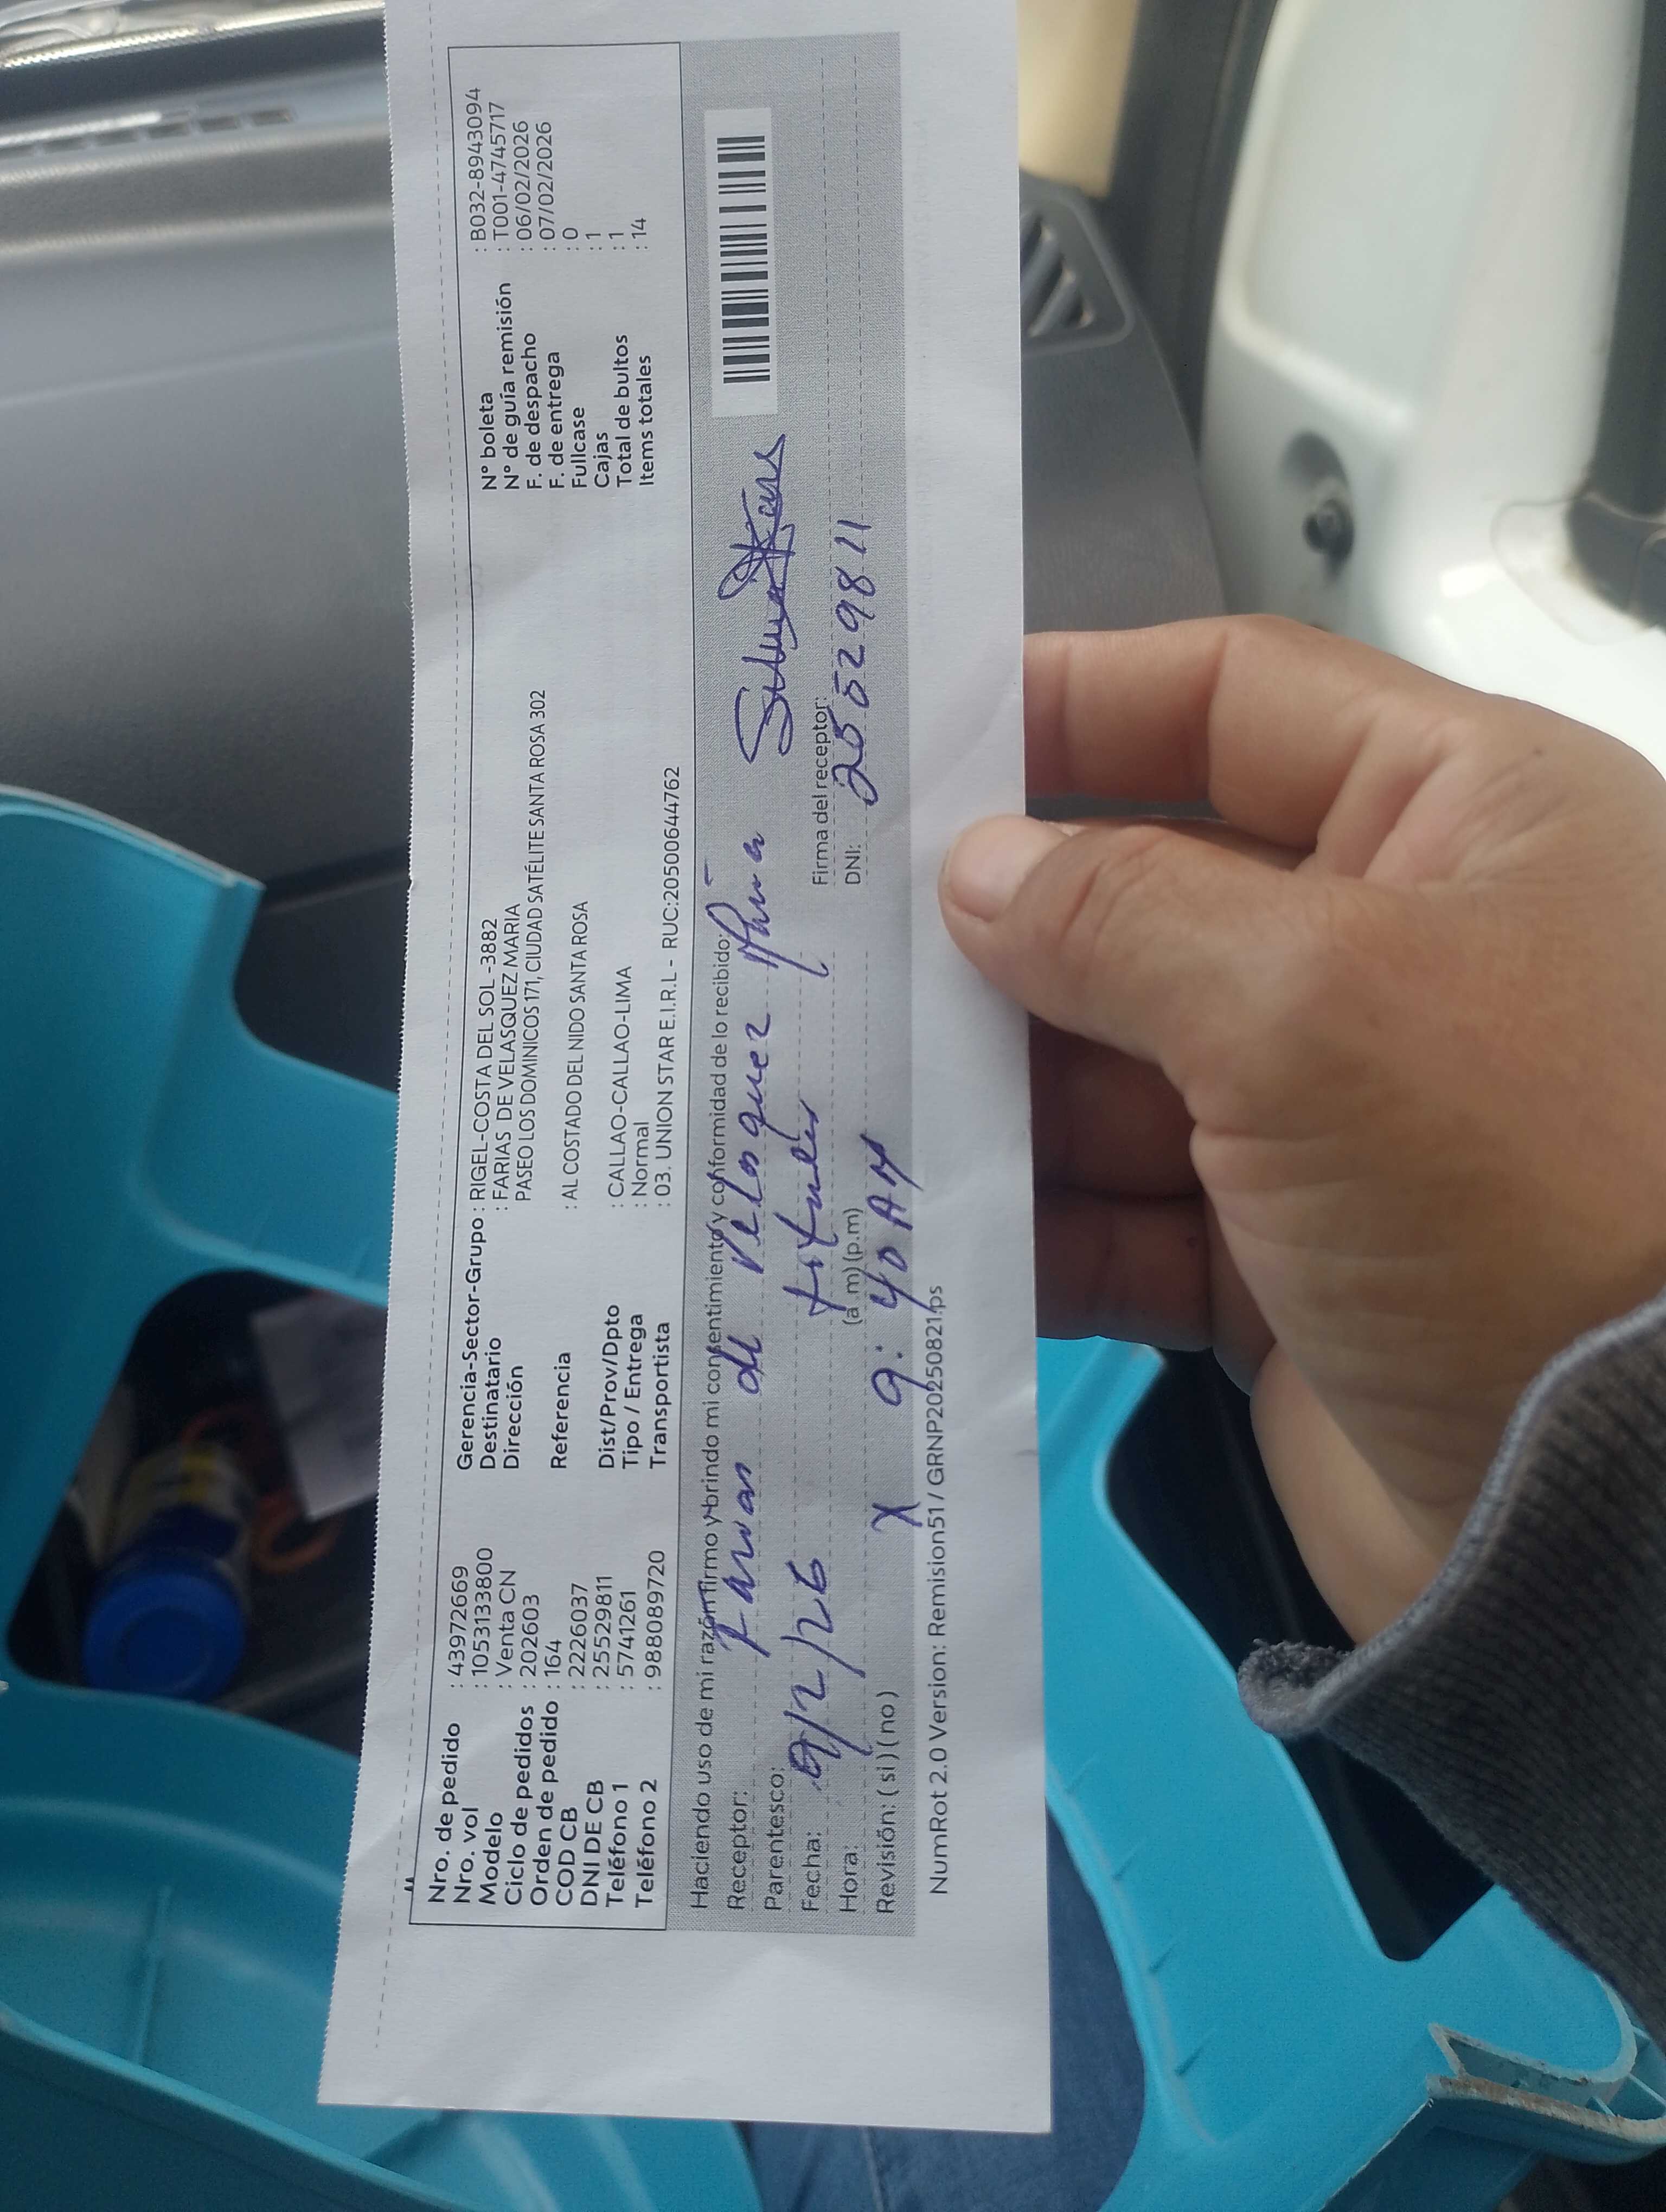 Nro. de pedido : 43972669
Nro. vol : 1053133800
Modelo : Venta CN
Ciclo de pedidos : 202603
Orden de pedido : 164
COD CB : 2226037
DNI DE CB : 25529811
Teléfono 1 : 5741261
Teléfono 2 : 988089720
Gerencia-Sector-Grupo : RIGEL-COSTA DEL SOL -3882
Destinatario : FARIAS DE VELASQUEZ MARIA
Dirección PASEO LOS DOMINICOS 171, CIUDAD SATÉLITE SANTA ROSA 302
Referencia : AL COSTADO DEL NIDO SANTA ROSA
Dist/Prov/Dpto : CALLAO-CALLAO-LIMA
Tipo / Entrega : Normal
Transportista : 03. UNION STAR E.I.R.L - RUC:20500644762
N° boleta : B032-8943094
N° de guía remisión : T001-4745717
F. de despacho : 06/02/2026
F. de entrega : 07/02/2026
Fullcase : 0
Cajas : 1
Total de bultos : 1
Items totales : 14
Haciendo uso de mi razón firmo y brindo mi consentimiento y conformidad de lo recibido:
Receptor: Farias de Velasquez María
Parentesco: titular
Fecha: 9/2/26
Hora: (a.m) (p.m) 9:40 AM
Revisión: (si) (no) X
Firma del receptor:
DNI: 25529811
NumRot 2.0 Version: Remision51 / GRNP20250821.ps